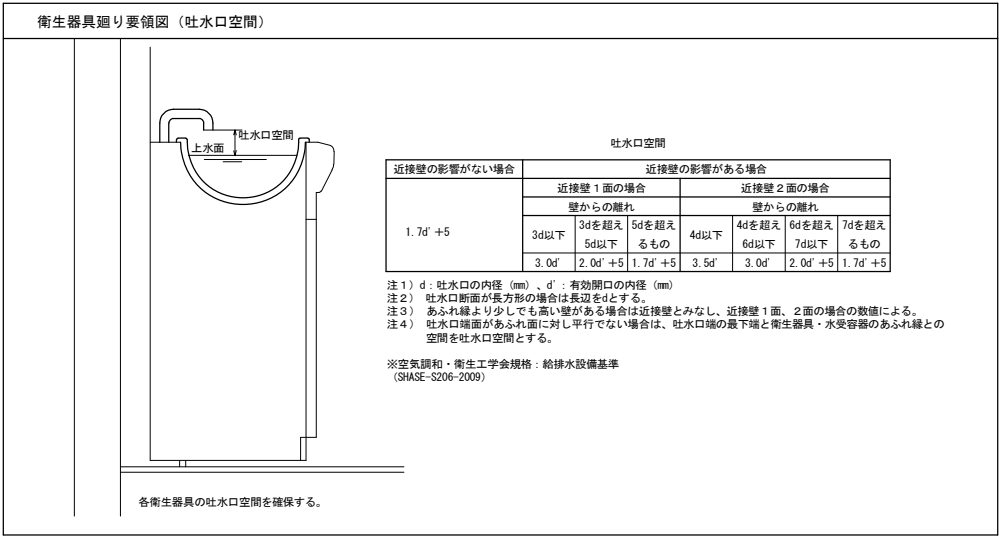 衛生器具廻り要領図（吐水口空間）
吐水口空間
上水面
各衛生器具の吐水口空間を確保する。
吐水口空間
近接壁の影響がない場合 近接壁の影響がある場合
近接壁１面の場合 近接壁２面の場合
壁からの離れ 壁からの離れ
1.7d'+5
3d以下 3dを超え 5d以下 5dを超えるもの 4d以下 4dを超え 6d以下 6dを超え 7d以下 7dを超えるもの
3.0d' 2.0d'+5 1.7d'+5 3.5d' 3.0d' 2.0d'+5 1.7d'+5
注１）d：吐水口の内径（mm）、d'：有効開口の内径（mm）
注２） 吐水口断面が長方形の場合は長辺をdとする。
注３） あふれ縁より少しでも高い壁がある場合は近接壁とみなし、近接壁１面、２面の場合の数値による。
注４） 吐水口端面があふれ面に対し平行でない場合は、吐水口端の最下端と衛生器具・水受容器のあふれ縁との
空間を吐水口空間とする。
※空気調和・衛生工学会規格：給排水設備基準
（SHASE-S206-2009）